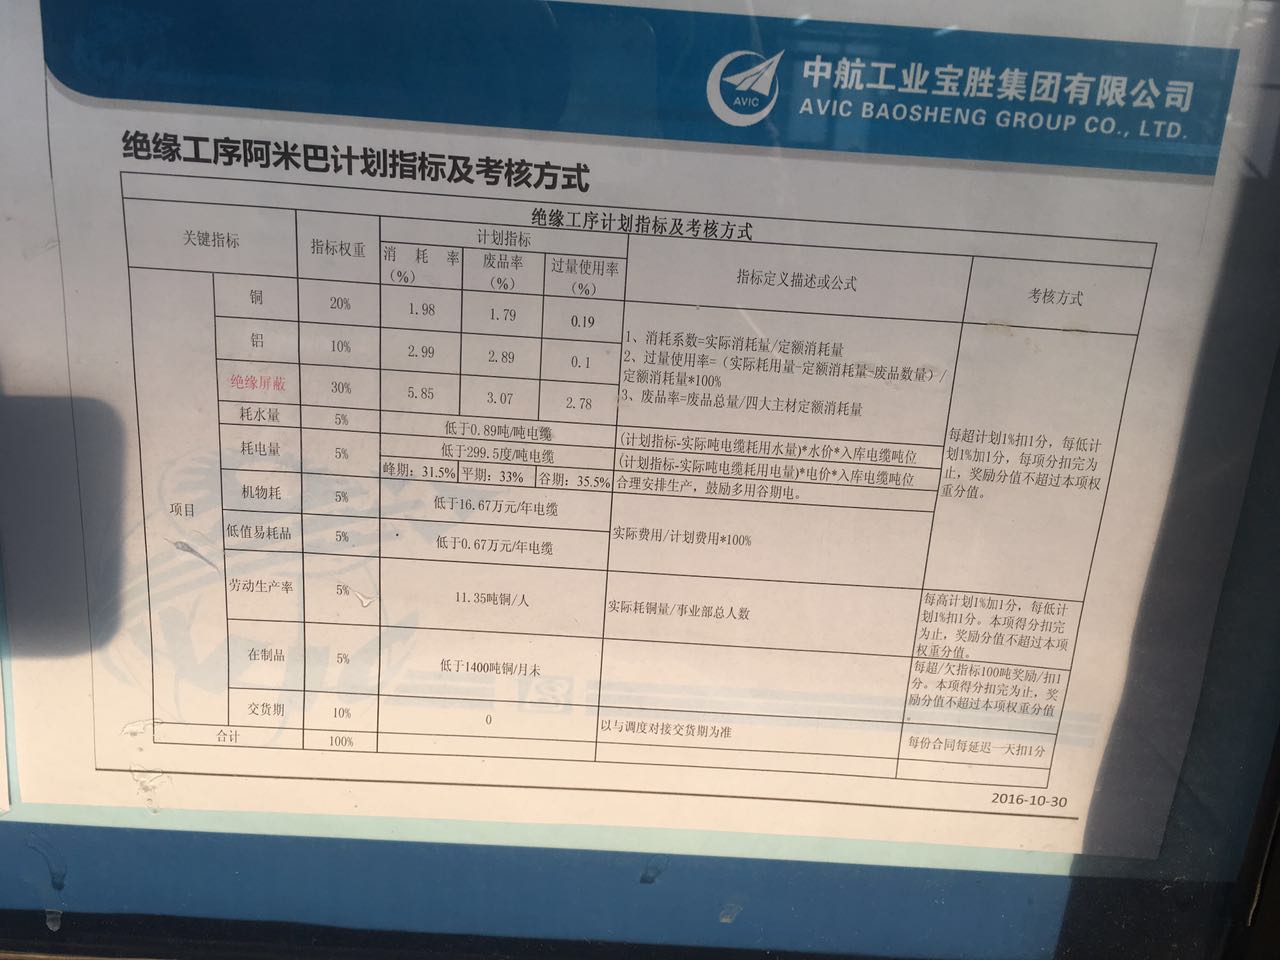 中航工业宝胜集团有限公司
AVIC
AVIC BAOSHENG GROUP CO., LTD.
绝缘工序阿米巴计划指标及考核方式
绝缘工序计划指标及考核方式
关键指标
指标权重
计划指标
消 耗 率
（%）
废品率
（%）
过量使用率
（%）
指标定义描述或公式
考核方式
项目
铜
20%
1.98
1.79
0.19
1、消耗系数=实际消耗量/定额消耗量
2、过量使用率=（实际耗用量-定额消耗量-废品数量）/
定额消耗量*100%
3、废品率=废品总量/四大主材定额消耗量
每超计划1%扣1分，每低计
划1%加1分，每项分扣完为
止，奖励分值不超过本项权
重分值。
铝
10%
2.99
2.89
0.1
绝缘屏蔽
30%
5.85
3.07
2.78
耗水量
5%
低于0.89吨/吨电缆
(计划指标-实际吨电缆耗用水量)*水价*入库电缆吨位
耗电量
5%
低于299.5度/吨电缆
(计划指标-实际吨电缆耗用电量)*电价*入库电缆吨位
峰期：31.5%
平期：33%
谷期：35.5%
合理安排生产，鼓励多用谷期电。
机物耗
5%
低于16.67万元/年电缆
实际费用/计划费用*100%
低值易耗品
5%
低于0.67万元/年电缆
劳动生产率
5%
11.35吨铜/人
实际耗铜量/事业部总人数
每高计划1%加1分，每低计
划1%扣1分。本项得分扣完
为止，奖励分值不超过本项
权重分值。
在制品
5%
低于1400吨铜/月末
每超/欠指标100吨奖励/扣1
分。本项得分扣完为止，奖
励分值不超过本项权重分值
。
交货期
10%
0
以与调度对接交货期为准
每份合同每延迟一天扣1分
合计
100%
2016-10-30